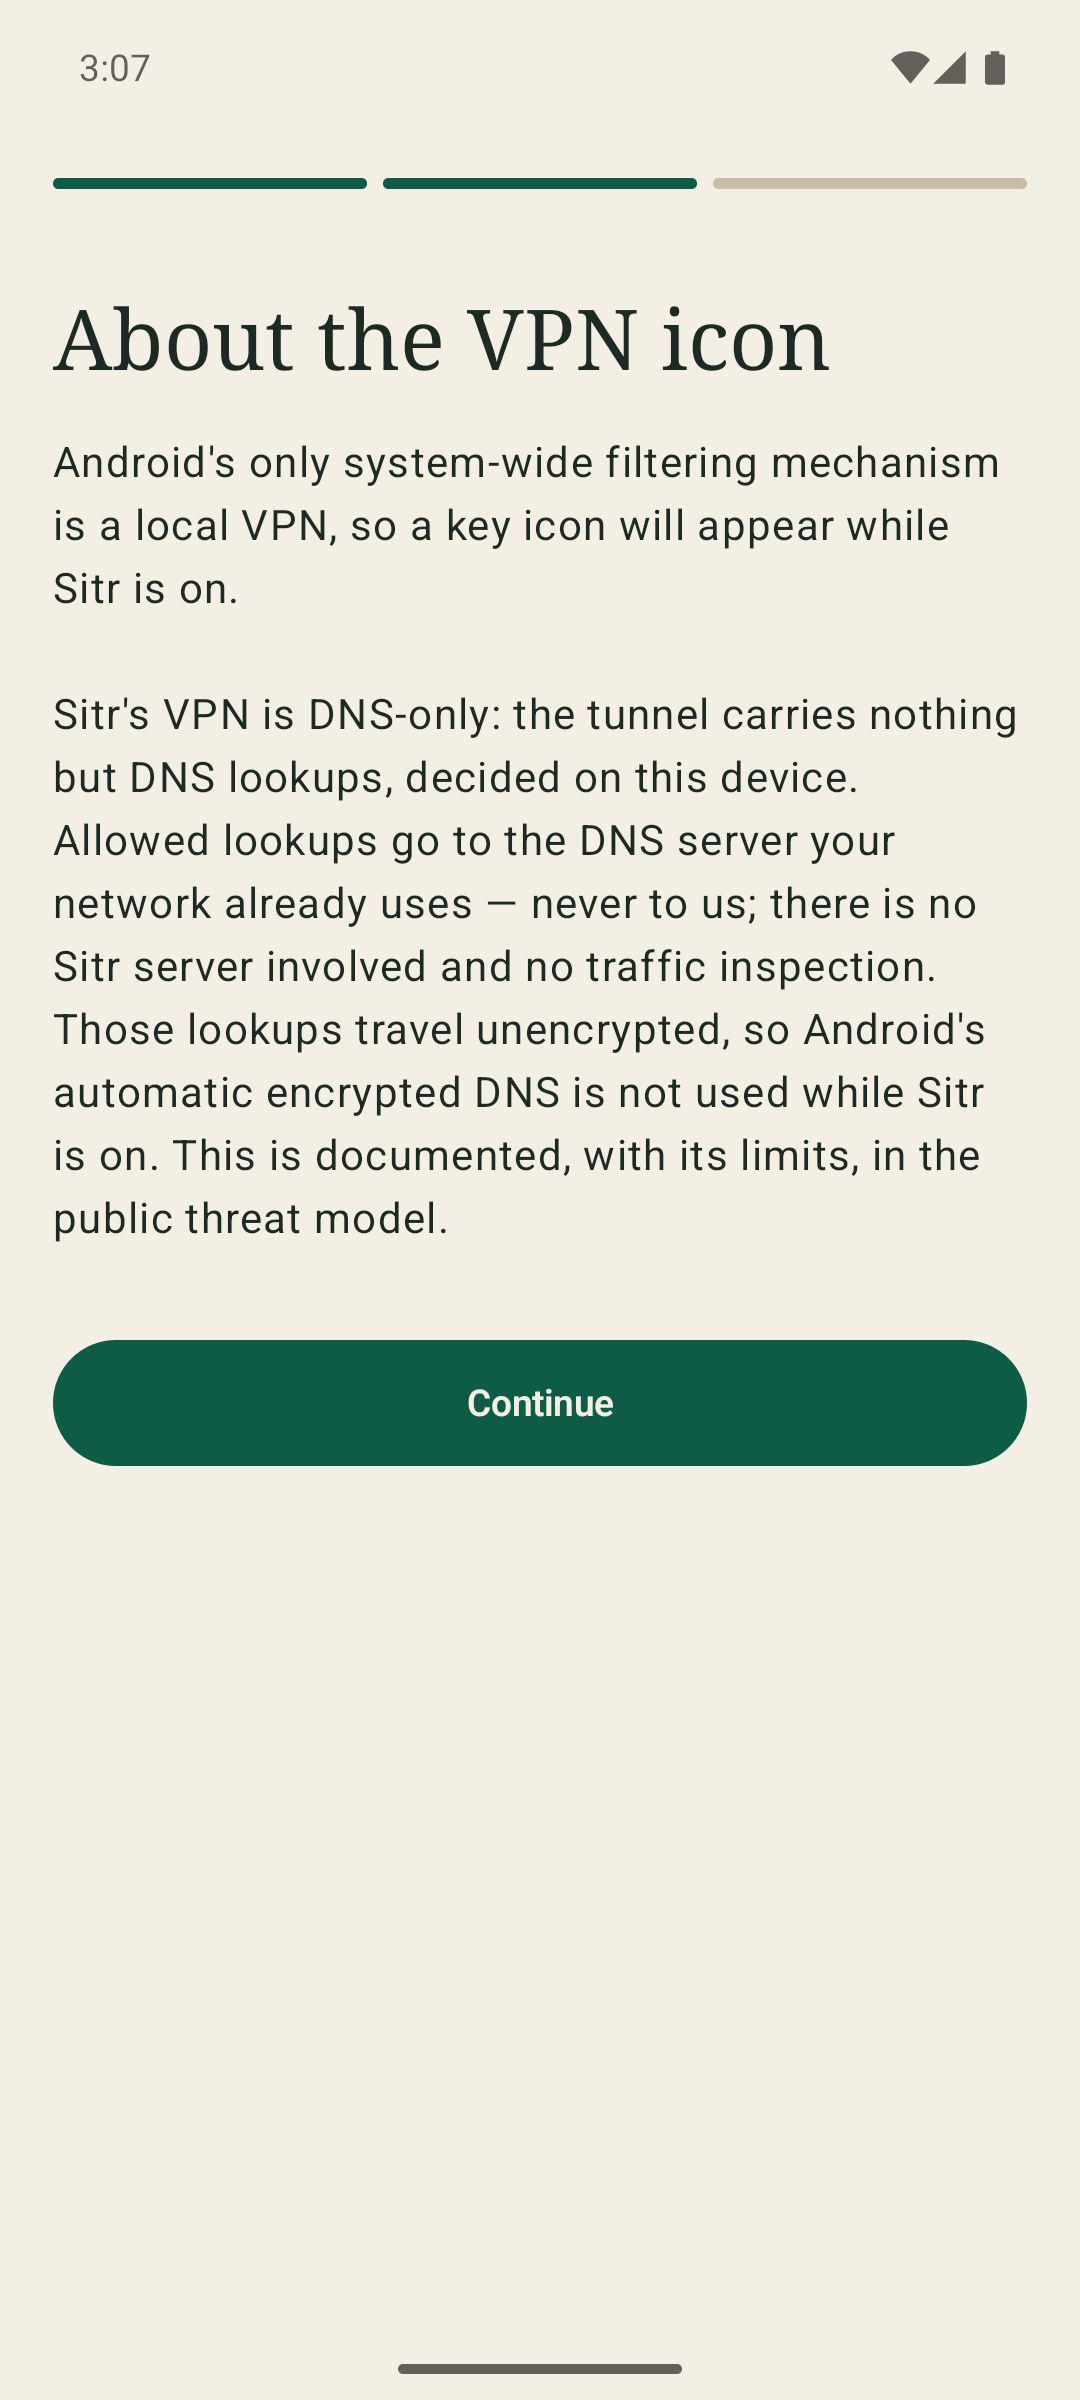 3:07
About the VPN icon
Android's only system-wide filtering mechanism
is a local VPN, so a key icon will appear while
Sitr is on.
Sitr's VPN is DNS-only: the tunnel carries nothing
but DNS lookups, decided on this device.
Allowed lookups go to the DNS server your
network already uses — never to us; there is no
Sitr server involved and no traffic inspection.
Those lookups travel unencrypted, so Android's
automatic encrypted DNS is not used while Sitr
is on. This is documented, with its limits, in the
public threat model.
Continue